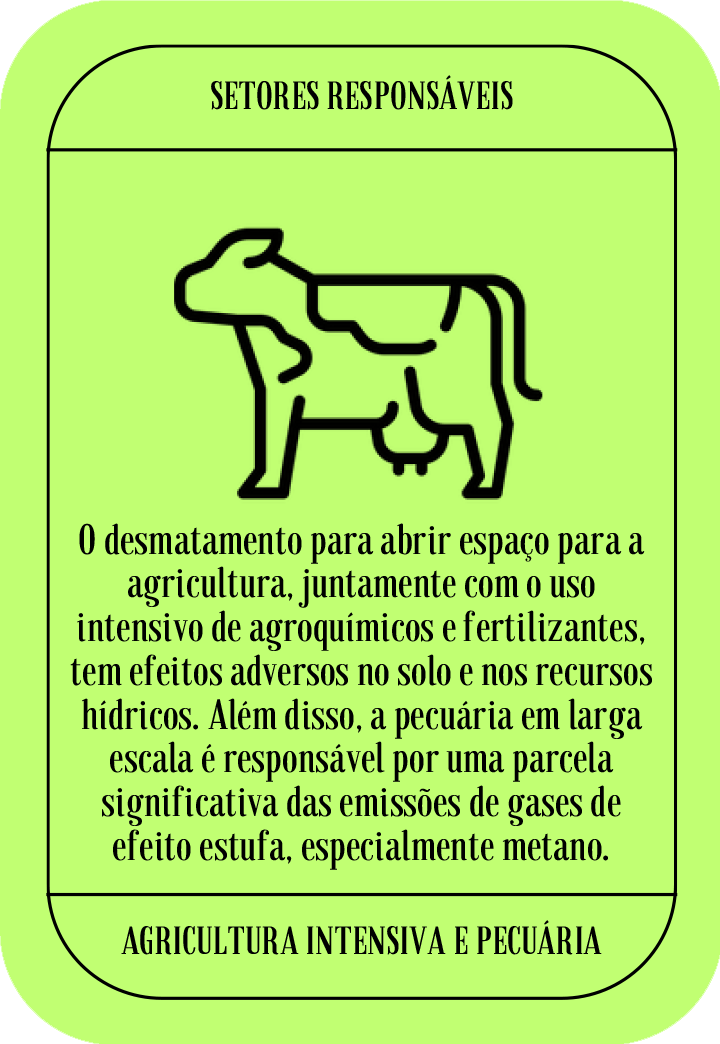 SETORES RESPONSÁVEIS
O desmatamento para abrir espaço para a
agricultura, juntamente com o uso
intensivo de agroquímicos e fertilizantes,
tem efeitos adversos no solo e nos recursos
hídricos. Além disso, a pecuária em larga
escala é responsável por uma parcela
significativa das emissões de gases de
efeito estufa, especialmente metano.
AGRICULTURA INTENSIVA E PECUÁRIA